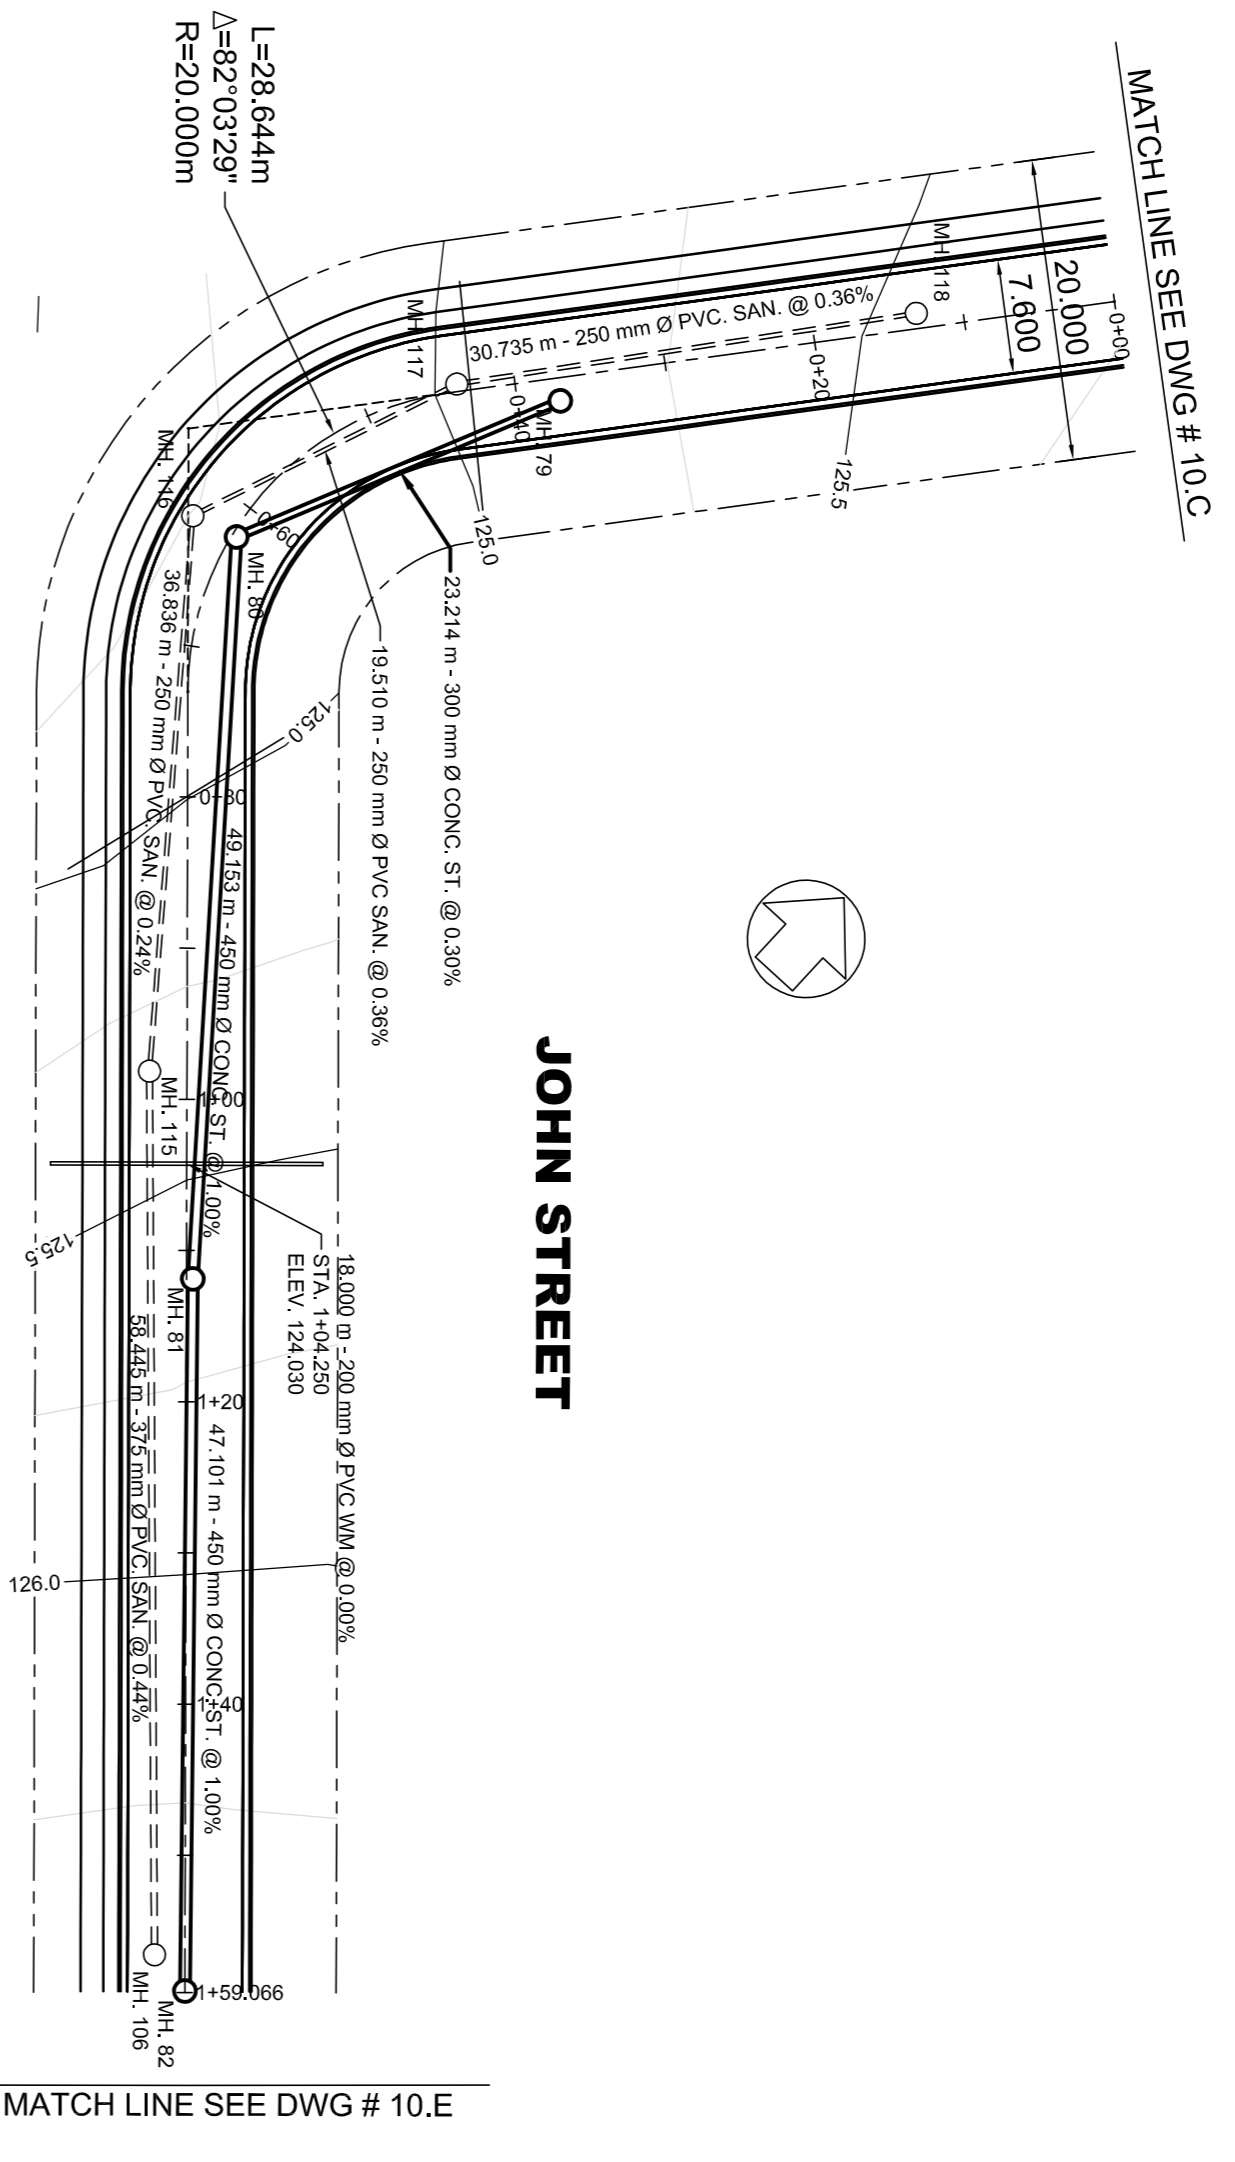 MATCH LINE SEE DWG # 10.C
L=28.644m
Δ=82°03'29"
R=20.000m
20.000
7.600
0+00
MH. 118
30.735 m - 250 mm Ø PVC. SAN. @ 0.36%
0+20
MH. 117
0+40
MH. 79
125.5
125.0
MH. 116
0+60
MH. 80
23.214 m - 300 mm Ø CONC. ST. @ 0.30%
19.510 m - 250 mm Ø PVC SAN. @ 0.36%
36.836 m - 250 mm Ø PVC. SAN. @ 0.24%
125.0
0+80
49.153 m - 450 mm Ø CONC. ST. @ 1.00%
JOHN STREET
1+00
MH. 115
125.5
18.000 m - 200 mm Ø PVC WM @ 0.00%
STA. 1+04.250
ELEV. 124.030
MH. 81
58.445 m - 375 mm Ø PVC. SAN. @ 0.44%
1+20
47.101 m - 450 mm Ø CONC. ST. @ 1.00%
126.0
1+40
1+59.066
MH. 82
MH. 106
MATCH LINE SEE DWG # 10.E